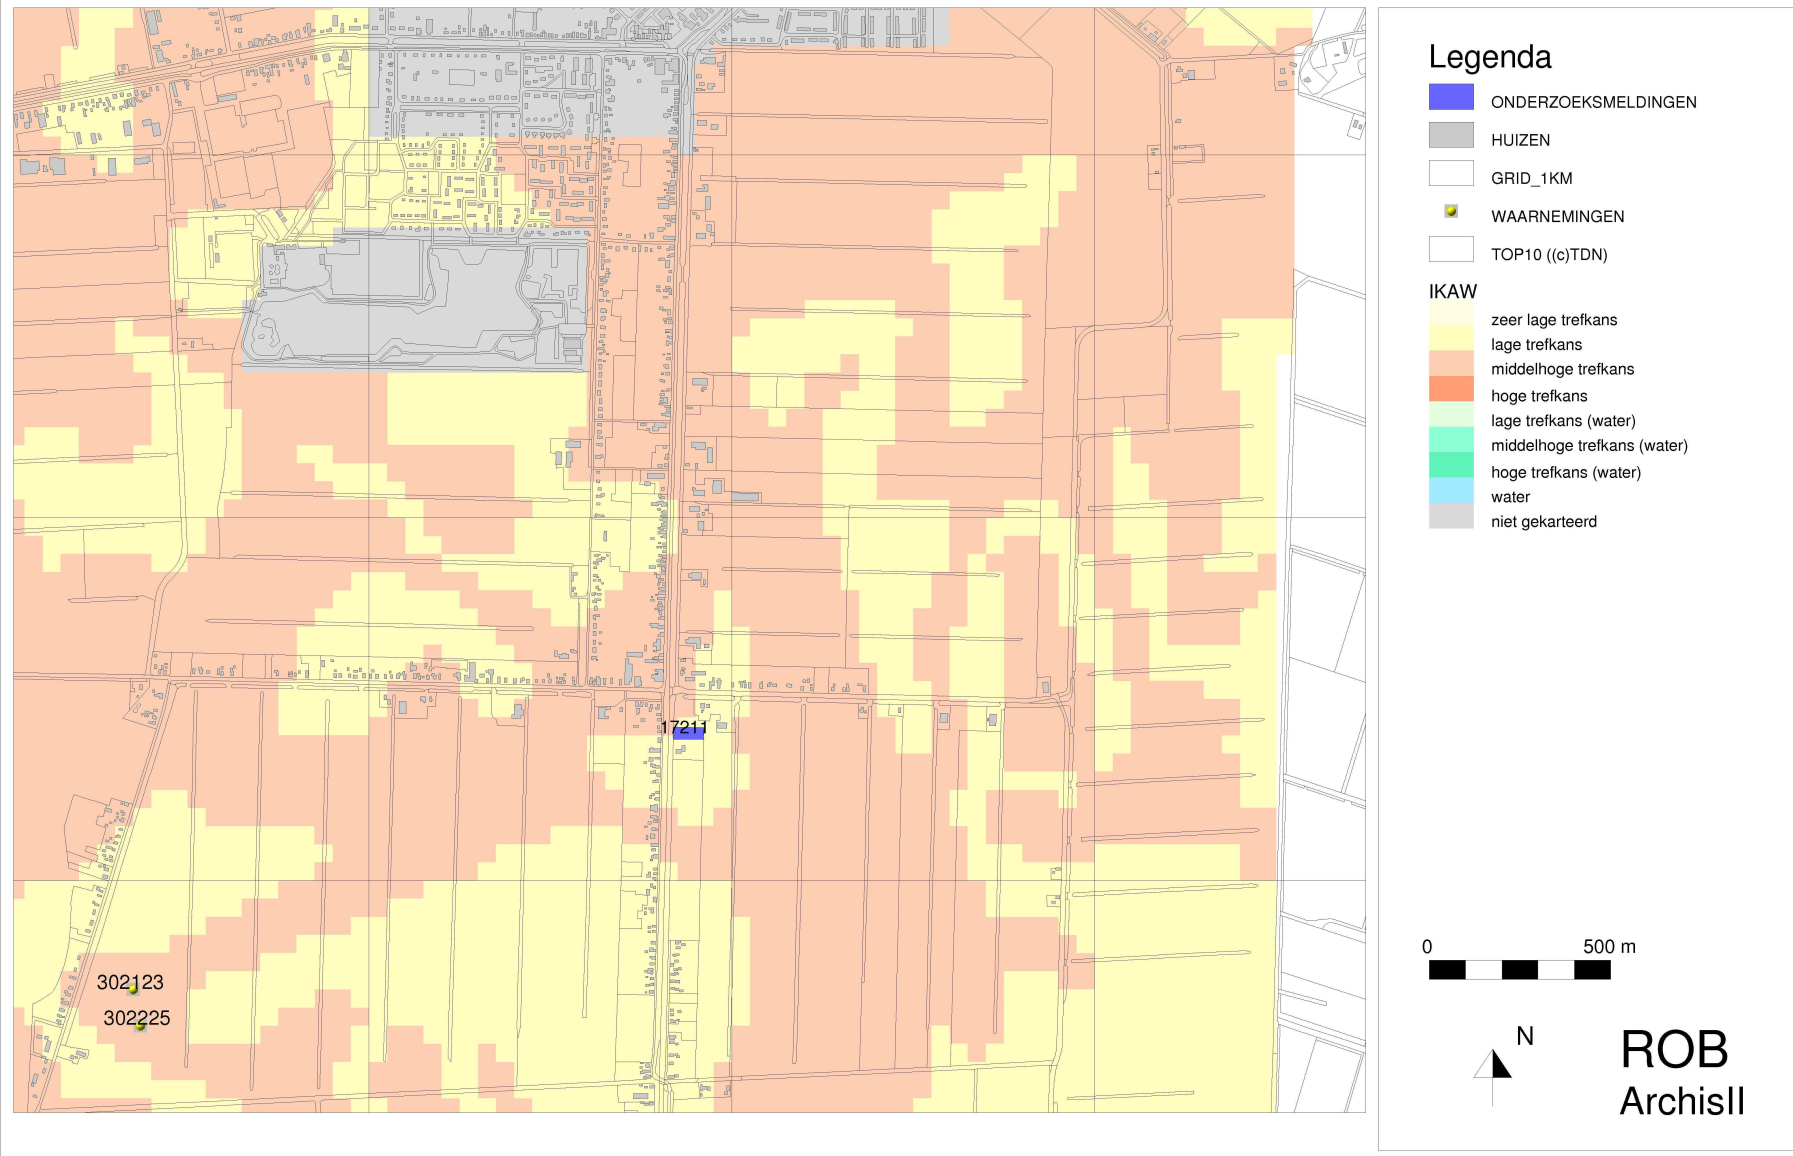 17211
302123
302225
Legenda
ONDERZOEKSMELDINGEN
HUIZEN
GRID_1KM
WAARNEMINGEN
TOP10 ((c)TDN)
IKAW
zeer lage trefkans
lage trefkans
middelhoge trefkans
hoge trefkans
lage trefkans (water)
middelhoge trefkans (water)
hoge trefkans (water)
water
niet gekarteerd
0 500 m
N
ROB
ArchisII